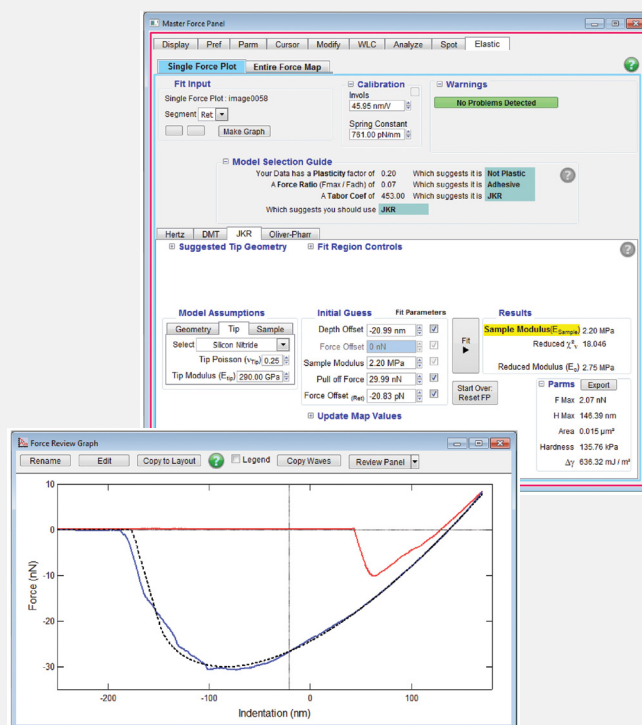 Master Force Panel
Display Pref Parm Cursor Modify WLC Analyze Spot Elastic
Single Force Plot Entire Force Map
Fit Input
Single Force Plot : image0058
Segment Ret
Make Graph
Calibration
Invols
45.95 nm/V
Spring Constant
761.00 pN/nm
Warnings
No Problems Detected
Model Selection Guide
Your Data has a Plasticity factor of 0.20 Which suggests it is Not Plastic
A Force Ratio (Fmax / Fadh) of 0.07 Which suggests it is Adhesive
A Tabor Coef of 453.00 Which suggests it is JKR
Which suggests you should use JKR
Hertz DMT JKR Oliver-Pharr
Suggested Tip Geometry Fit Region Controls
Model Assumptions
Geometry Tip Sample
Select Silicon Nitride
Tip Poisson (νTip) 0.25
Tip Modulus (ETip) 290.00 GPa
Initial Guess Fit Parameters
Depth Offset -20.99 nm
Force Offset 0 nN
Sample Modulus 2.20 MPa
Pull off Force 29.99 nN
Force Offset (Ret) -20.83 pN
Update Map Values
Fit
Start Over:
Reset FP
Results
Sample Modulus(ESample) 2.20 MPa
Reduced χ²ν 18.046
Reduced Modulus (Ec) 2.75 MPa
Parms Export
F Max 2.07 nN
H Max 146.39 nm
Area 0.015 µm²
Hardness 135.76 kPa
Δγ 636.32 mJ / m²
Force Review Graph
Rename Edit Copy to Layout Legend Copy Waves Review Panel
10
0
-10
-20
-30
Force (nN)
-200 -100 0 100
Indentation (nm)